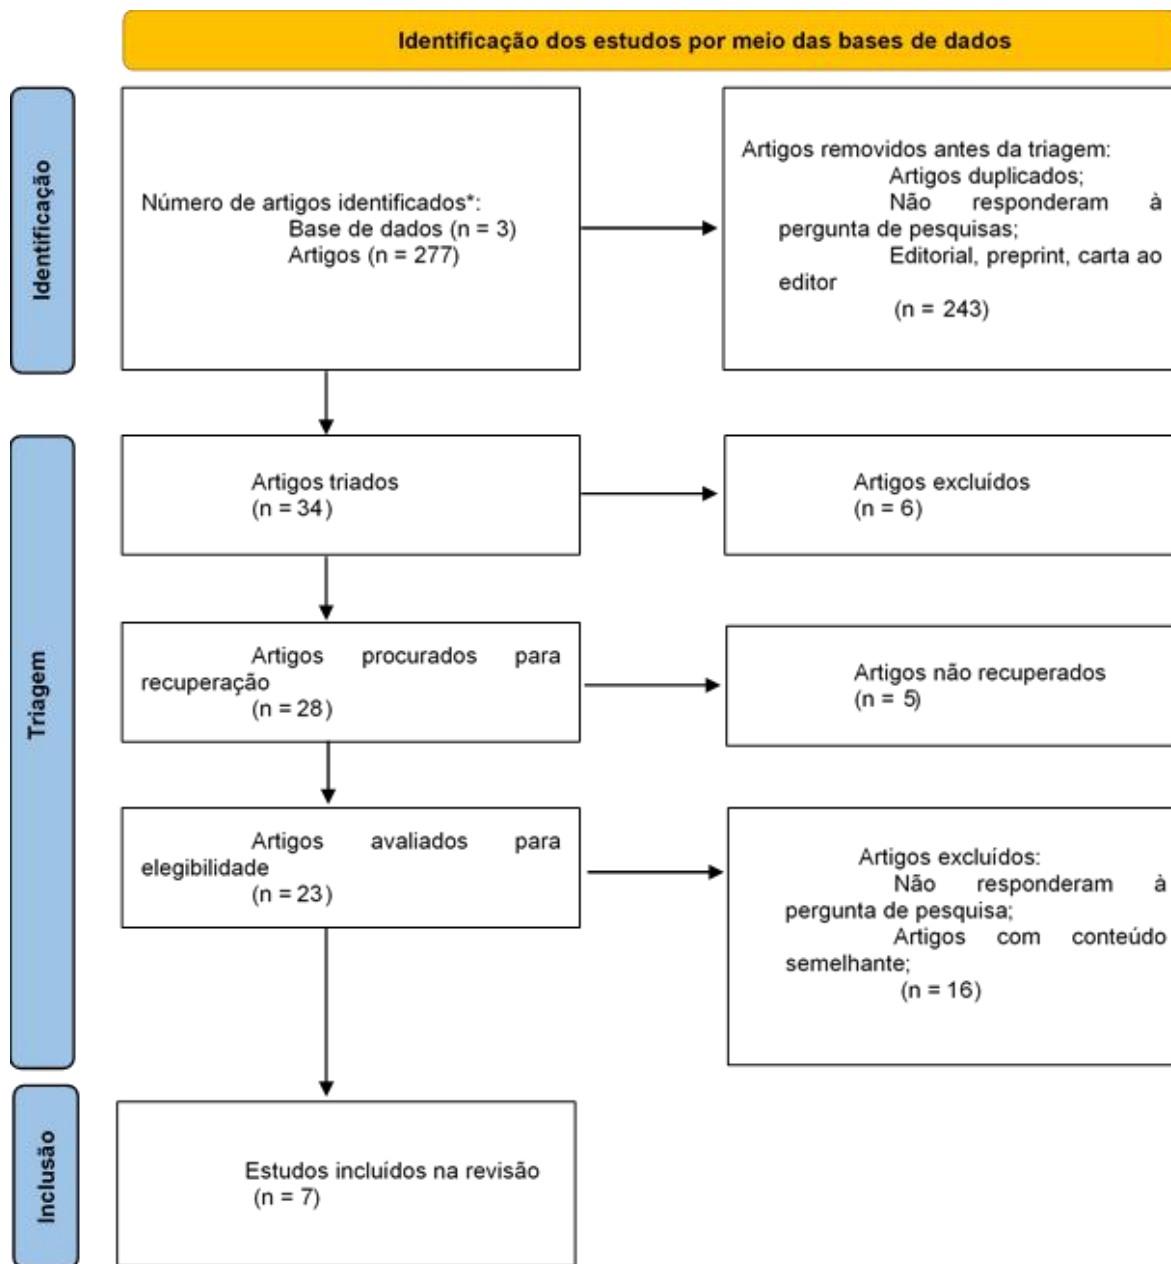 Identificação dos estudos por meio das bases de dados
Identificação
Número de artigos identificados*:
Base de dados (n = 3)
Artigos (n = 277)
Artigos removidos antes da triagem:
Artigos duplicados;
Não responderam à
pergunta de pesquisas;
Editorial, preprint, carta ao
editor
(n = 243)
Triagem
Artigos triados
(n = 34)
Artigos excluídos
(n = 6)
Artigos procurados para
recuperação
(n = 28)
Artigos não recuperados
(n = 5)
Artigos avaliados para
elegibilidade
(n = 23)
Artigos excluídos:
Não responderam à
pergunta de pesquisa;
Artigos com conteúdo
semelhante;
(n = 16)
Inclusão
Estudos incluídos na revisão
(n = 7)